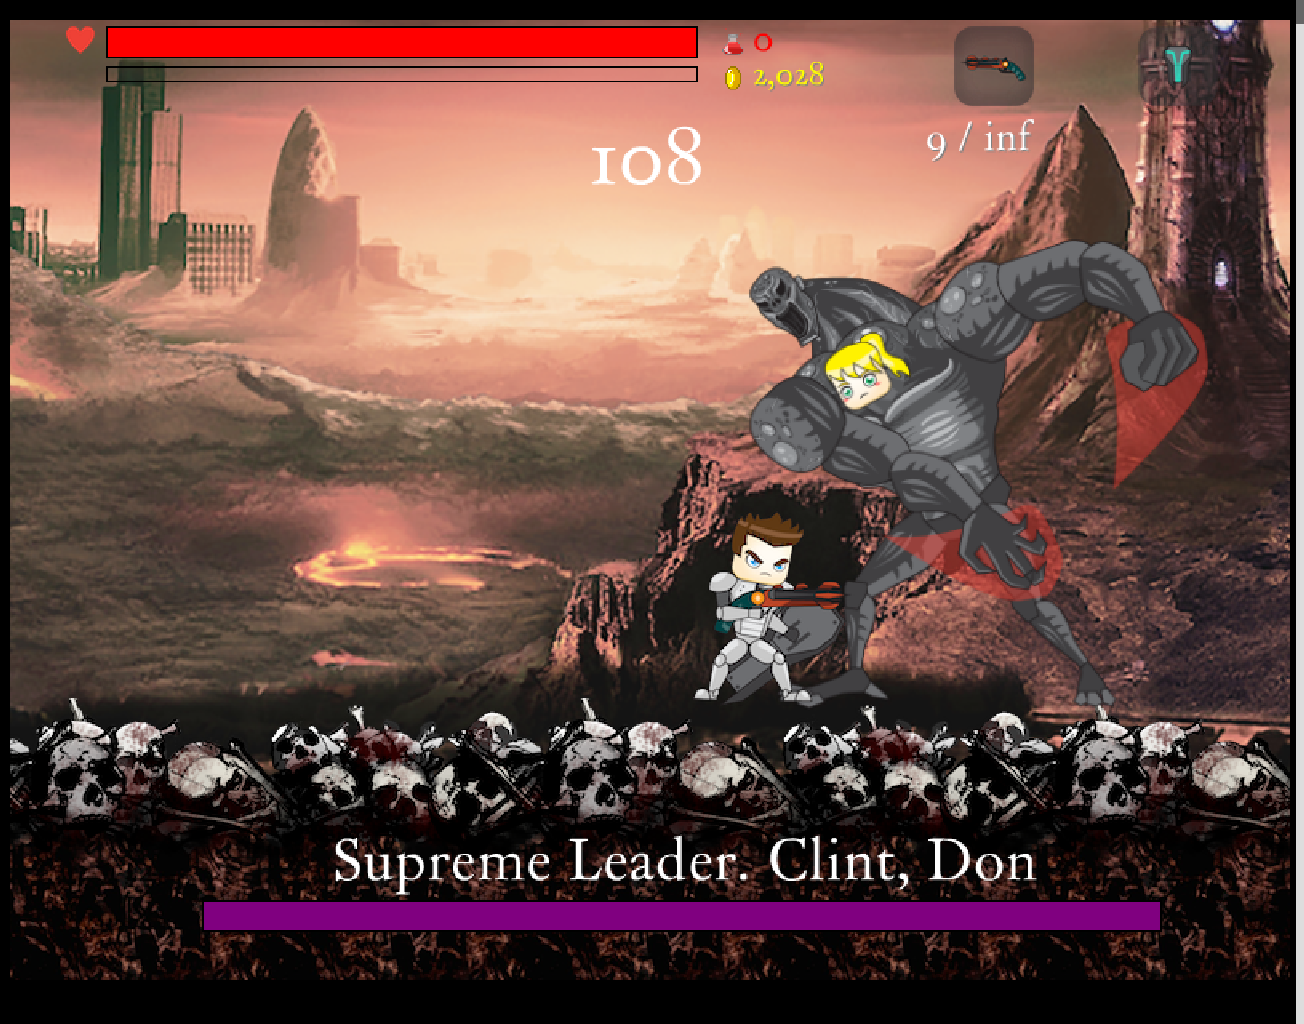 0
2,028
9 / inf
108
Supreme Leader. Clint, Don